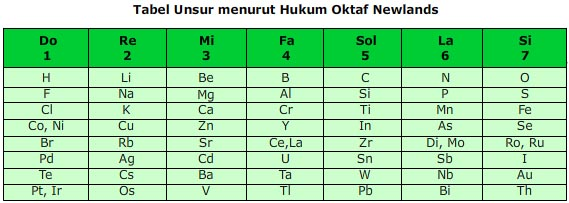 Tabel Unsur menurut Hukum Oktaf Newlands
Do Re Mi Fa Sol La Si
1 2 3 4 5 6 7
H Li Be B C N O
F Na Mg Al Si P S
Cl K Ca Cr Ti Mn Fe
Co, Ni Cu Zn Y In As Se
Br Rb Sr Ce,La Zr Di, Mo Ro, Ru
Pd Ag Cd U Sn Sb I
Te Cs Ba Ta W Nb Au
Pt, Ir Os V Tl Pb Bi Th